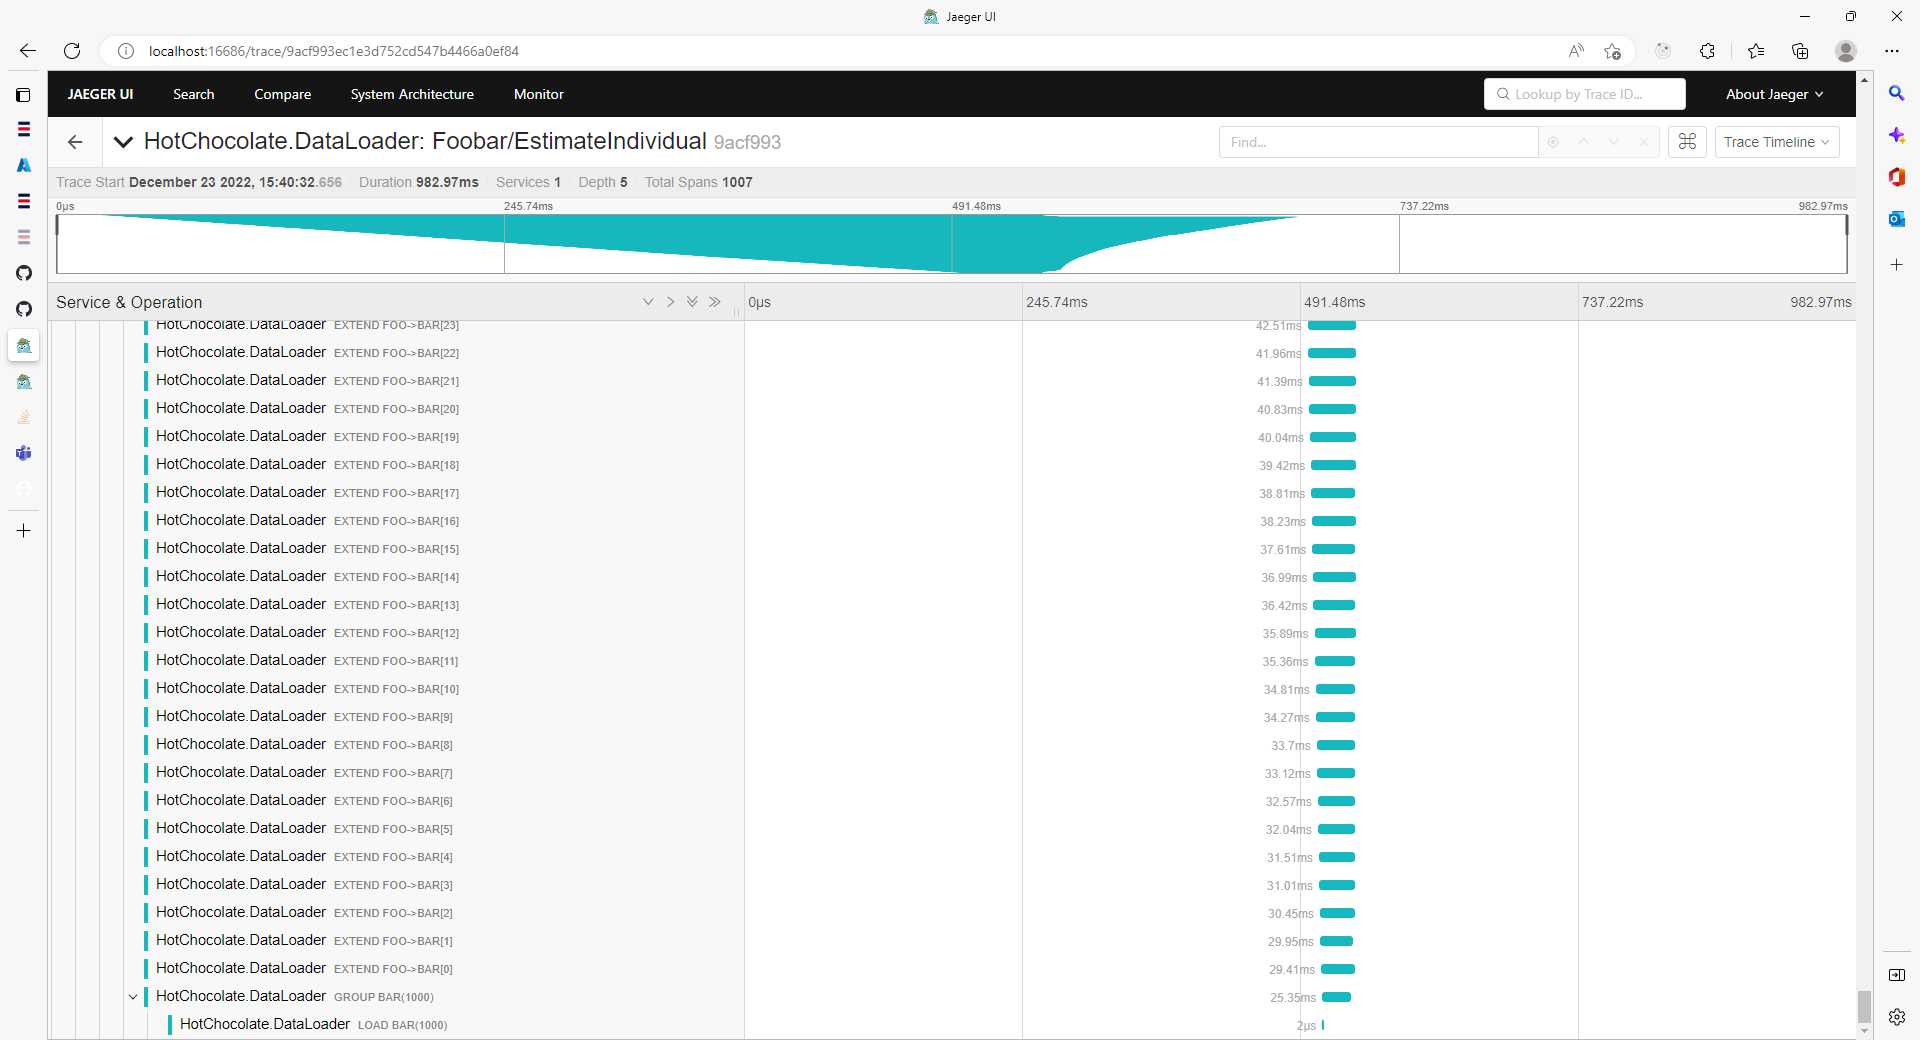 Jaeger UI
localhost:16686/trace/9acf993ec1e3d752cd547b4466a0ef84
JAEGER UI Search Compare System Architecture Monitor Lookup by Trace ID... About Jaeger
HotChocolate.DataLoader: Foobar/EstimateIndividual 9acf993 Find... Trace Timeline
Trace Start December 23 2022, 15:40:32.656 Duration 982.97ms Services 1 Depth 5 Total Spans 1007
0μs 245.74ms 491.48ms 737.22ms 982.97ms
Service & Operation 0μs 245.74ms 491.48ms 737.22ms 982.97ms
HotChocolate.DataLoader EXTEND FOO->BAR[23] 42.51ms
HotChocolate.DataLoader EXTEND FOO->BAR[22] 41.96ms
HotChocolate.DataLoader EXTEND FOO->BAR[21] 41.39ms
HotChocolate.DataLoader EXTEND FOO->BAR[20] 40.83ms
HotChocolate.DataLoader EXTEND FOO->BAR[19] 40.04ms
HotChocolate.DataLoader EXTEND FOO->BAR[18] 39.42ms
HotChocolate.DataLoader EXTEND FOO->BAR[17] 38.81ms
HotChocolate.DataLoader EXTEND FOO->BAR[16] 38.23ms
HotChocolate.DataLoader EXTEND FOO->BAR[15] 37.61ms
HotChocolate.DataLoader EXTEND FOO->BAR[14] 36.99ms
HotChocolate.DataLoader EXTEND FOO->BAR[13] 36.42ms
HotChocolate.DataLoader EXTEND FOO->BAR[12] 35.89ms
HotChocolate.DataLoader EXTEND FOO->BAR[11] 35.36ms
HotChocolate.DataLoader EXTEND FOO->BAR[10] 34.81ms
HotChocolate.DataLoader EXTEND FOO->BAR[9] 34.27ms
HotChocolate.DataLoader EXTEND FOO->BAR[8] 33.7ms
HotChocolate.DataLoader EXTEND FOO->BAR[7] 33.12ms
HotChocolate.DataLoader EXTEND FOO->BAR[6] 32.57ms
HotChocolate.DataLoader EXTEND FOO->BAR[5] 32.04ms
HotChocolate.DataLoader EXTEND FOO->BAR[4] 31.51ms
HotChocolate.DataLoader EXTEND FOO->BAR[3] 31.01ms
HotChocolate.DataLoader EXTEND FOO->BAR[2] 30.45ms
HotChocolate.DataLoader EXTEND FOO->BAR[1] 29.95ms
HotChocolate.DataLoader EXTEND FOO->BAR[0] 29.41ms
HotChocolate.DataLoader GROUP BAR(1000) 25.35ms
HotChocolate.DataLoader LOAD BAR(1000) 2μs